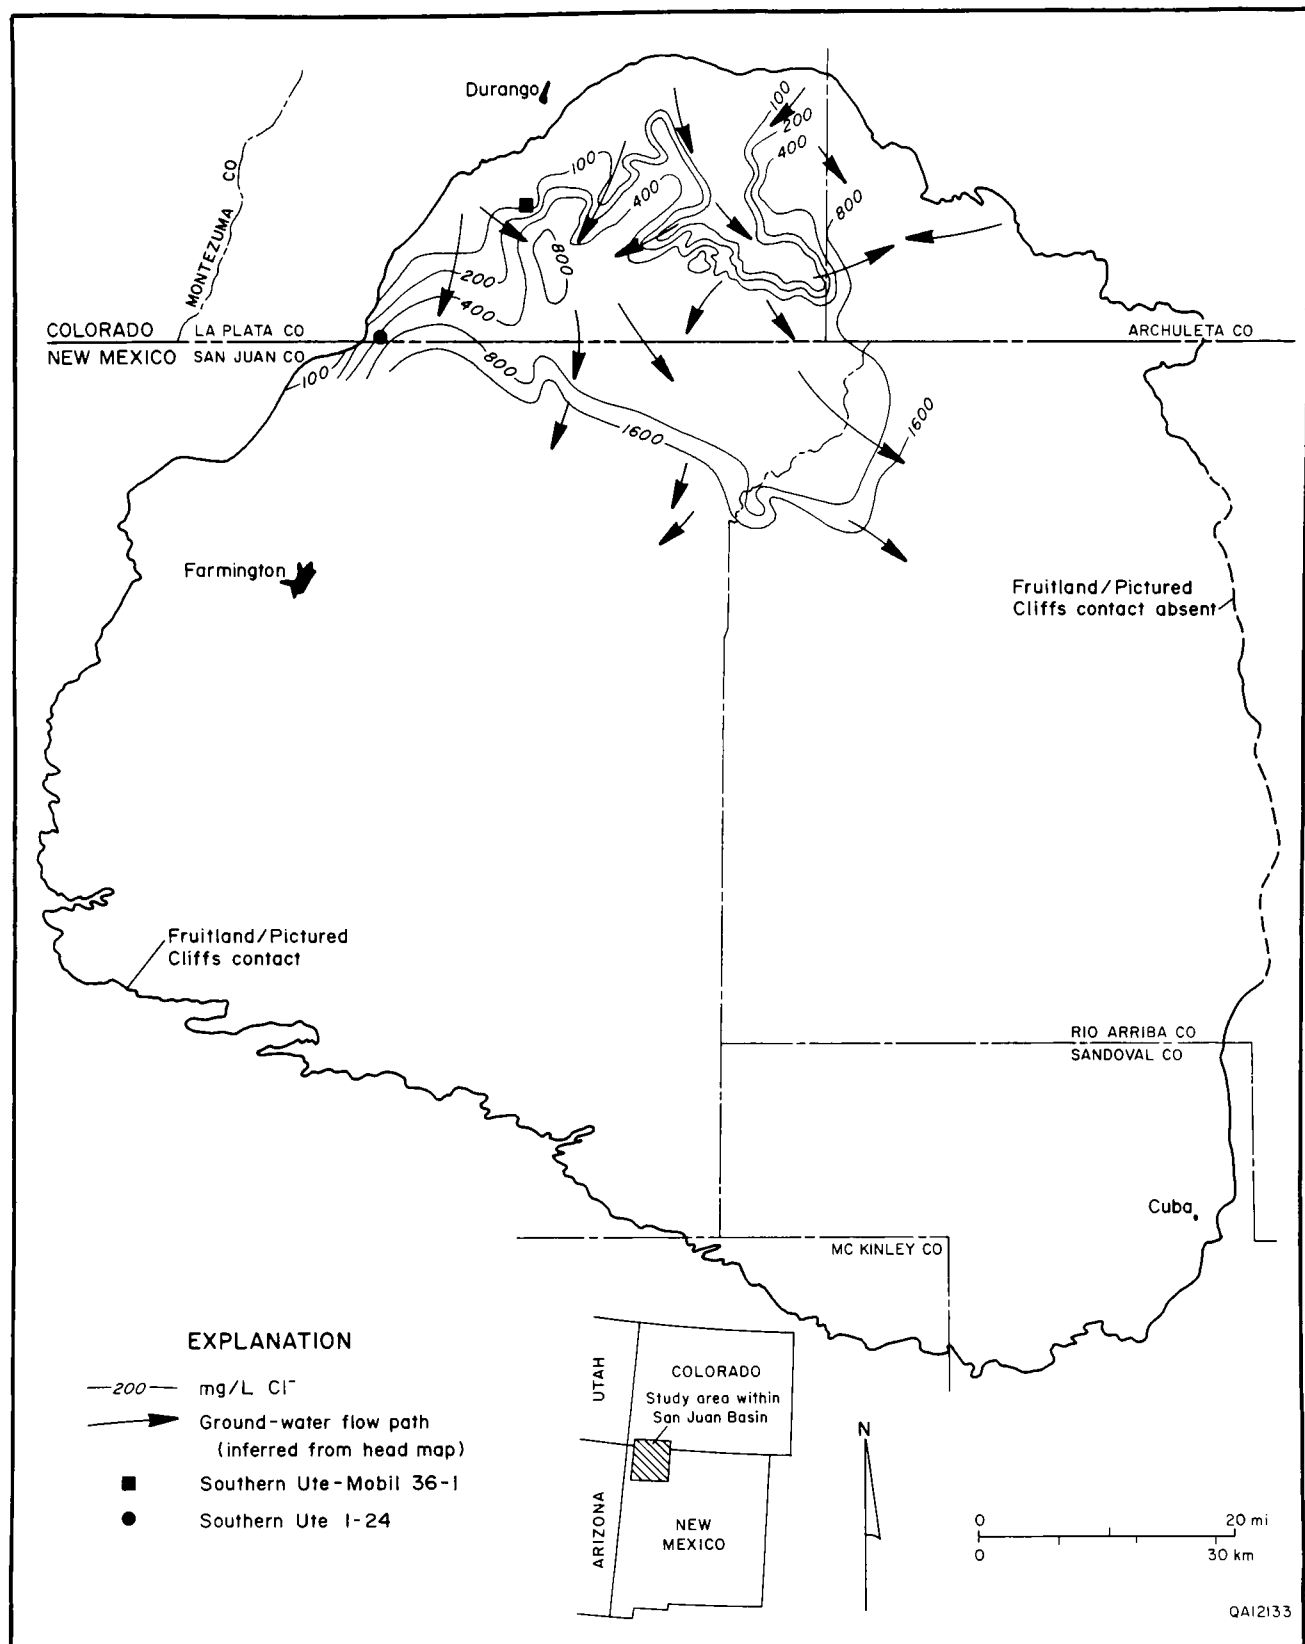 Durango
100
200
400
100
400
800
MONTEZUMA CO
800
200
400
COLORADO
LA PLATA CO
ARCHULETA CO
NEW MEXICO
SAN JUAN CO
100
800
1600
1600
Farmington
Fruitland/Pictured
Cliffs contact absent
Fruitland/Pictured
Cliffs contact
RIO ARRIBA CO
SANDOVAL CO
Cuba
MC KINLEY CO
EXPLANATION
200 mg/L Cl⁻
Ground-water flow path
(inferred from head map)
Southern Ute-Mobil 36-1
Southern Ute 1-24
UTAH
COLORADO
Study area within
San Juan Basin
ARIZONA
NEW
MEXICO
N
0 20 mi
0 30 km
QA12133